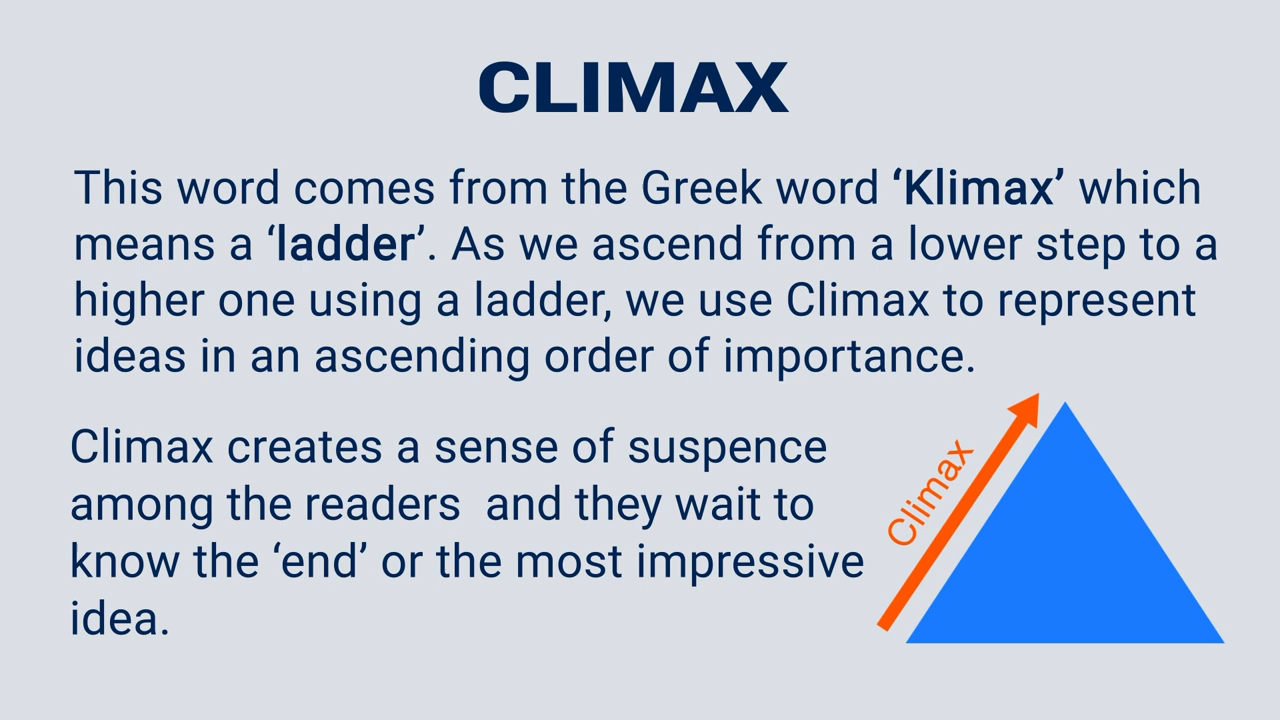 CLIMAX
This word comes from the Greek word ‘Klimax’ which
means a ‘ladder’. As we ascend from a lower step to a
higher one using a ladder, we use Climax to represent
ideas in an ascending order of importance.
Climax creates a sense of suspence
among the readers  and they wait to
know the ‘end’ or the most impressive
idea.
Climax